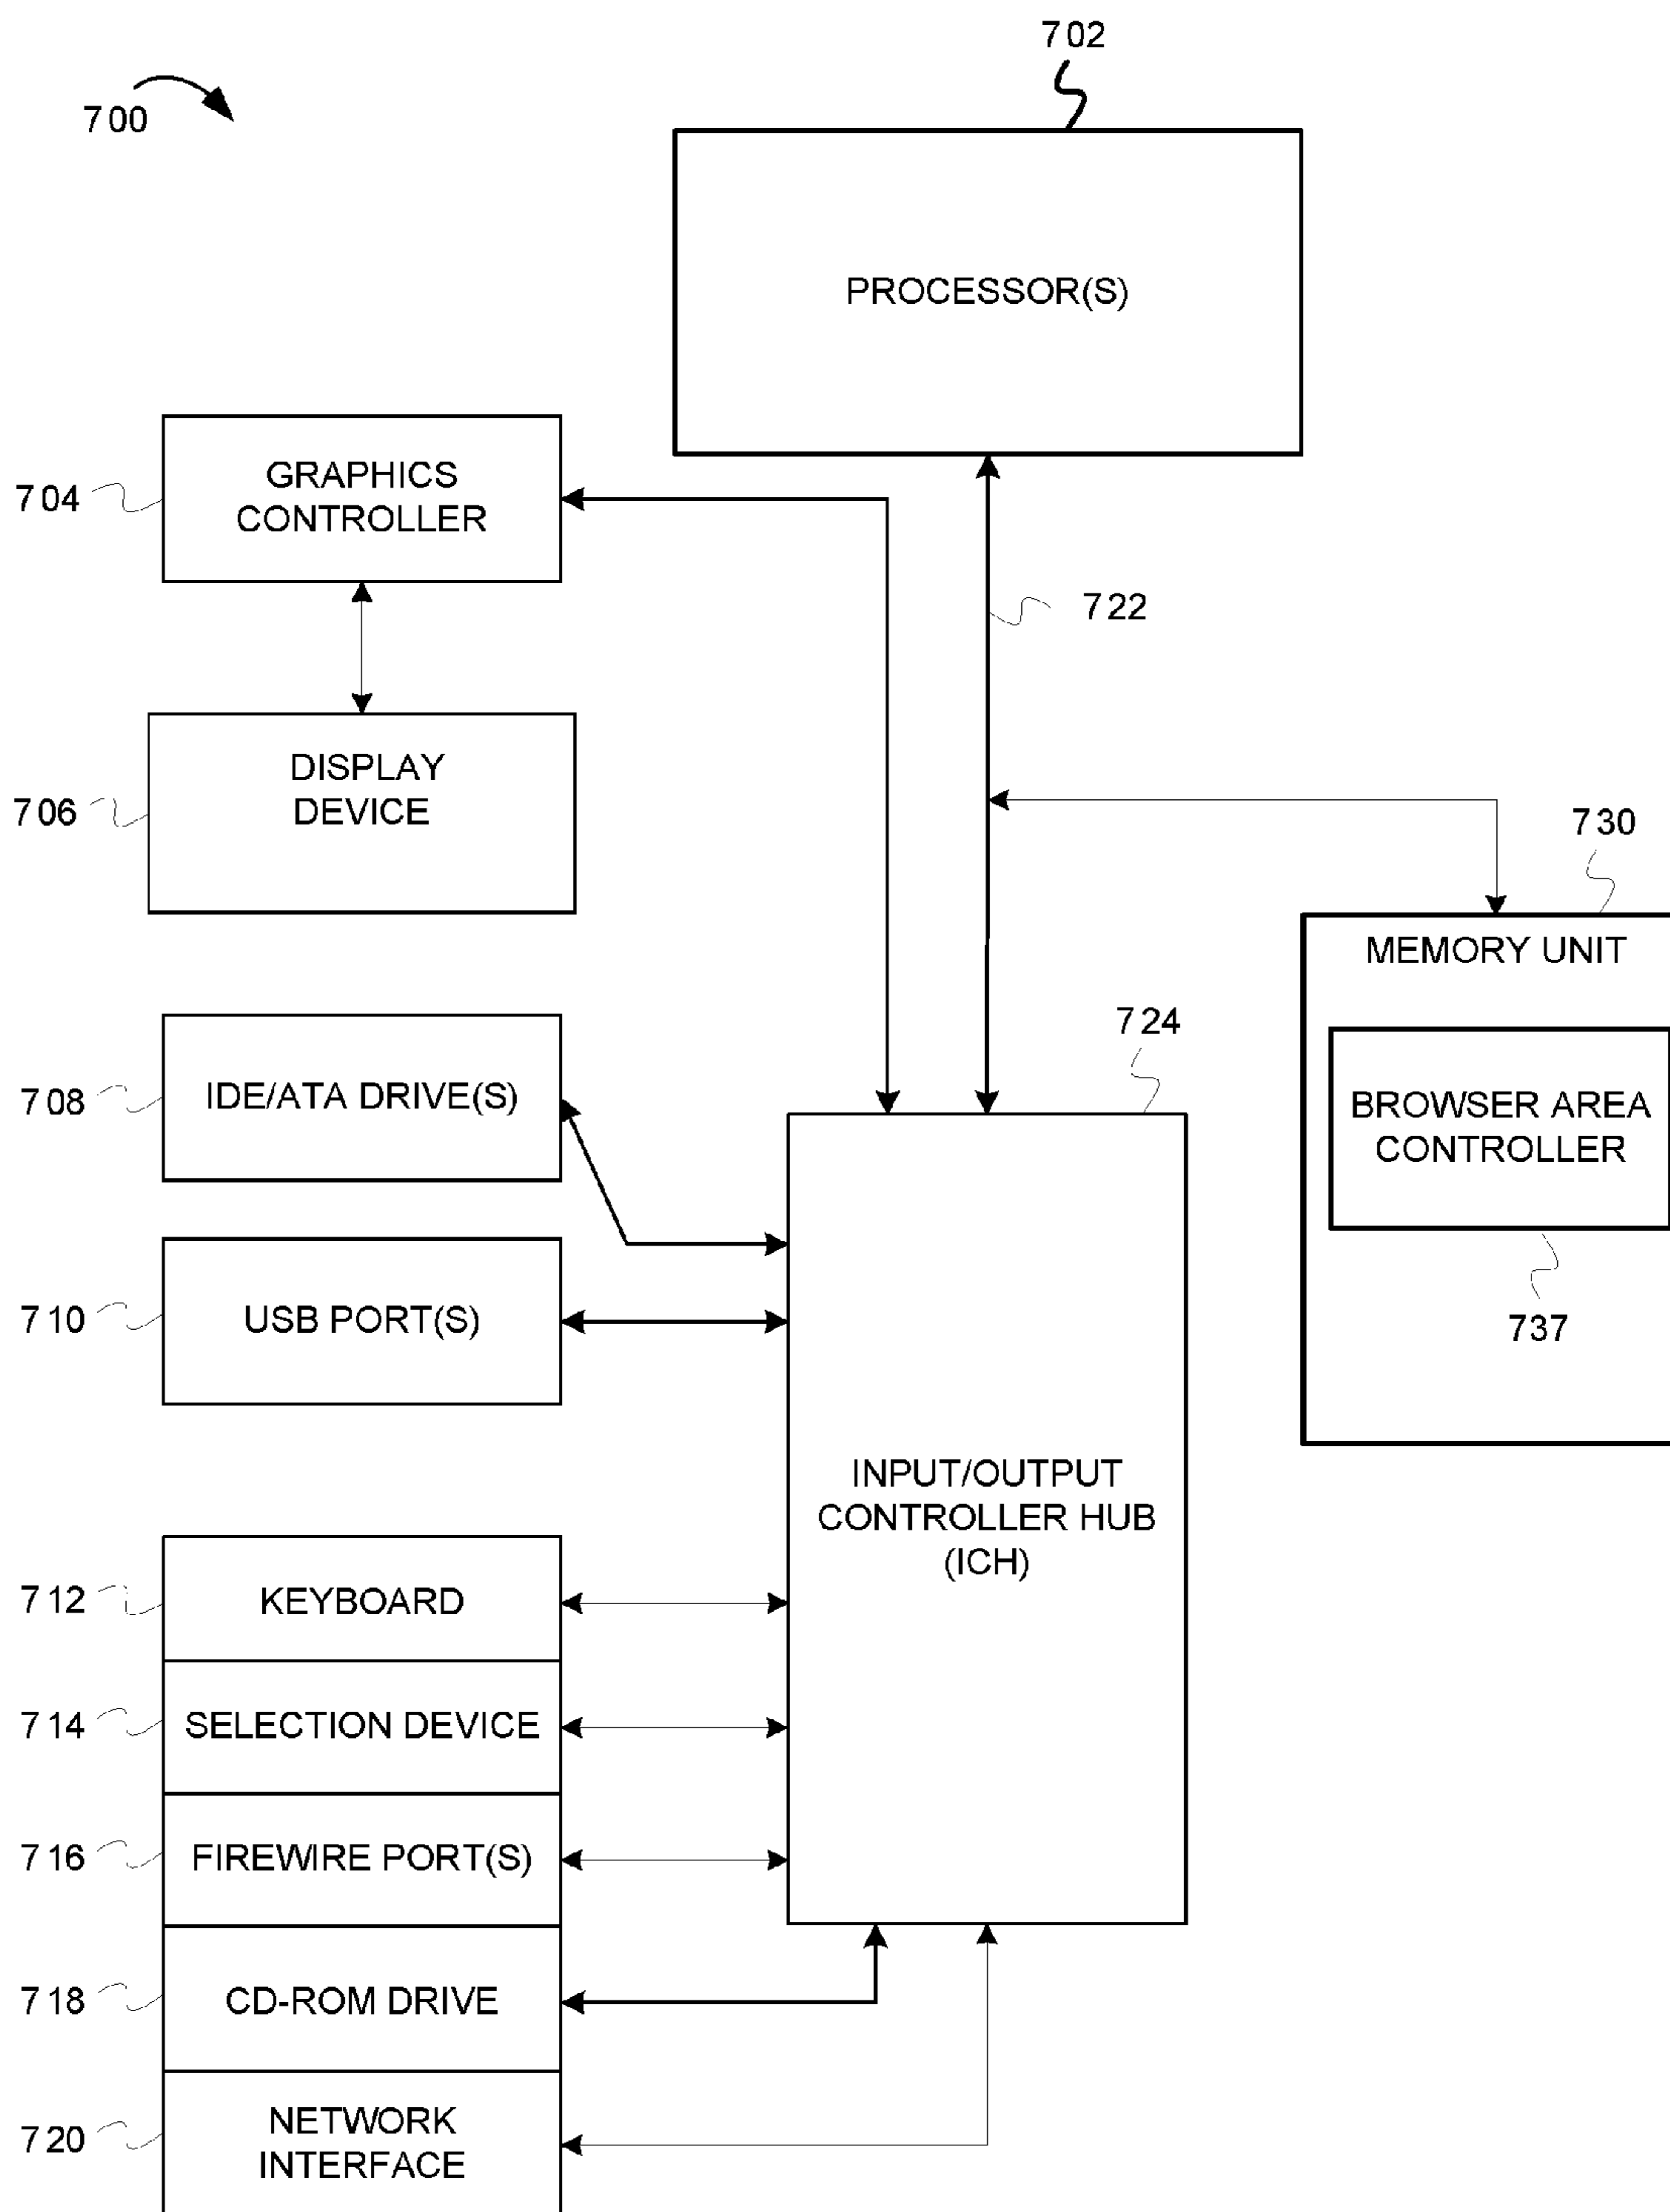 702
700
PROCESSOR(S)
704
GRAPHICS
CONTROLLER
722
706
DISPLAY
DEVICE
730
MEMORY UNIT
724
708
IDE/ATA DRIVE(S)
BROWSER AREA
CONTROLLER
710
USB PORT(S)
737
INPUT/OUTPUT
CONTROLLER HUB
(ICH)
712
KEYBOARD
714
SELECTION DEVICE
716
FIREWIRE PORT(S)
718
CD-ROM DRIVE
720
NETWORK
INTERFACE